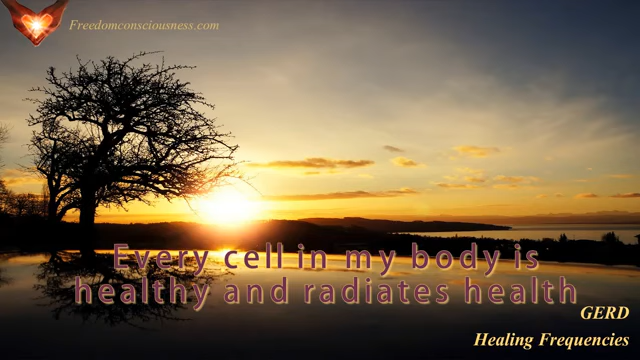 Freedomconsciousness.com
Every cell in my body is
healthy and radiates health
GERD
Healing Frequencies